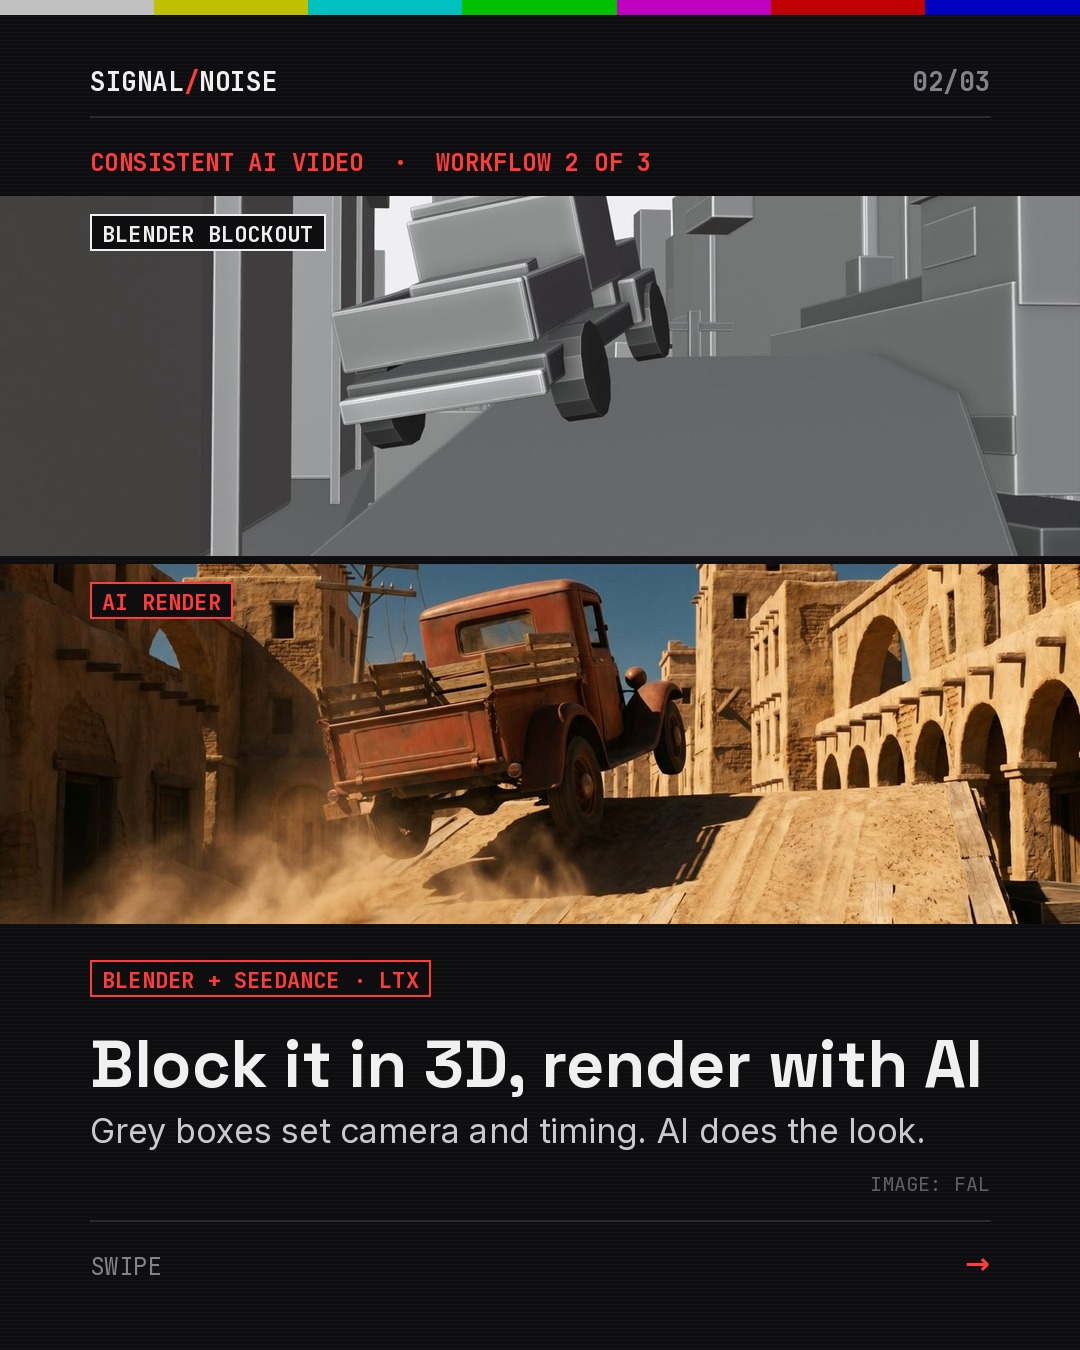 SIGNAL/NOISE
02/03
CONSISTENT AI VIDEO · WORKFLOW 2 OF 3
BLENDER BLOCKOUT
AI RENDER
BLENDER + SEEDANCE · LTX
Block it in 3D, render with AI
Grey boxes set camera and timing. AI does the look.
IMAGE: FAL
SWIPE →